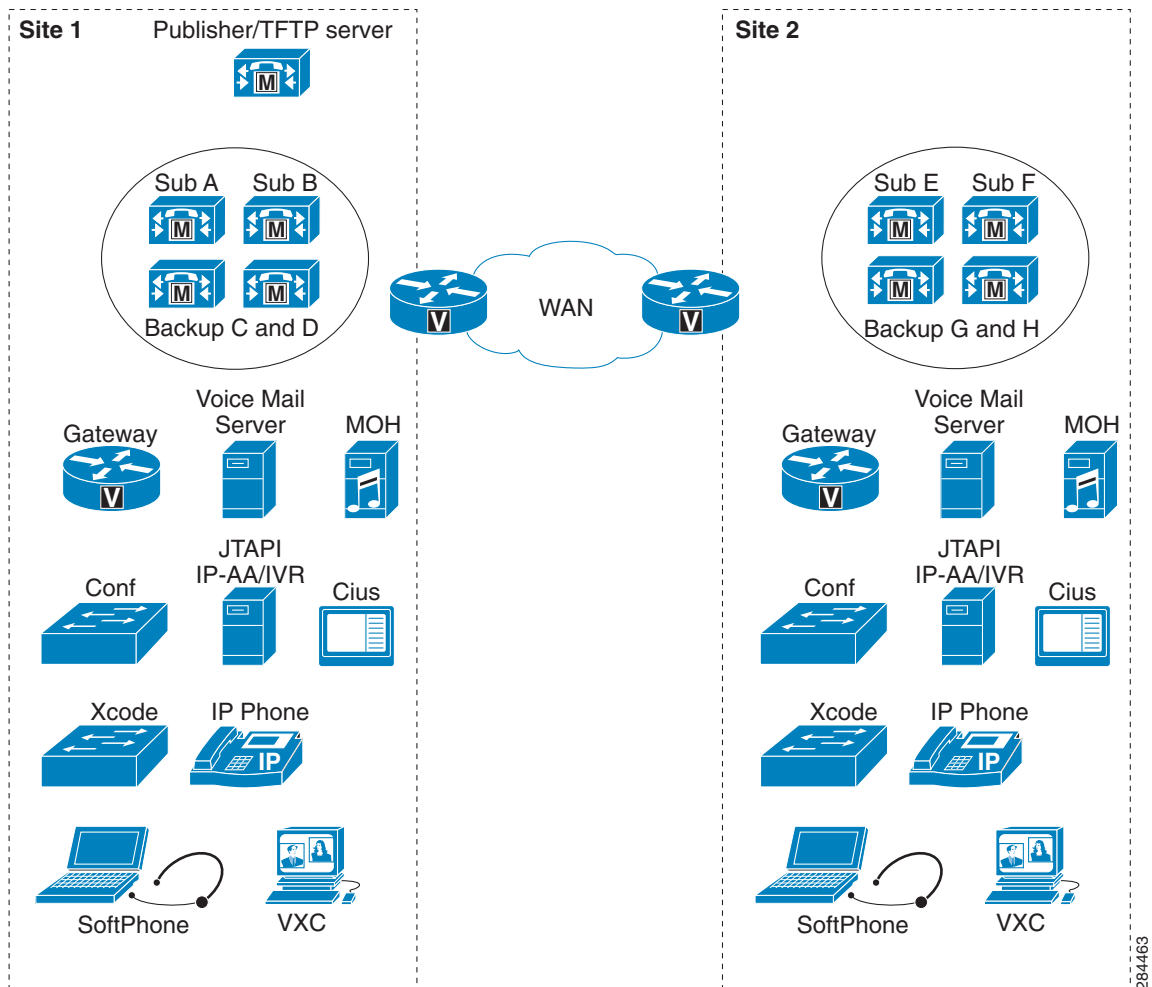 Site 1
Publisher/TFTP server
M
Sub A
Sub B
M
M
M
M
Backup C and D
V
WAN
V
Site 2
Sub E
Sub F
M
M
M
M
Backup G and H
Gateway
V
Voice Mail
Server
MOH
Conf
JTAPI
IP-AA/IVR
Cius
Xcode
IP Phone
IP
SoftPhone
VXC
Gateway
V
Voice Mail
Server
MOH
Conf
JTAPI
IP-AA/IVR
Cius
Xcode
IP Phone
IP
SoftPhone
VXC
284463